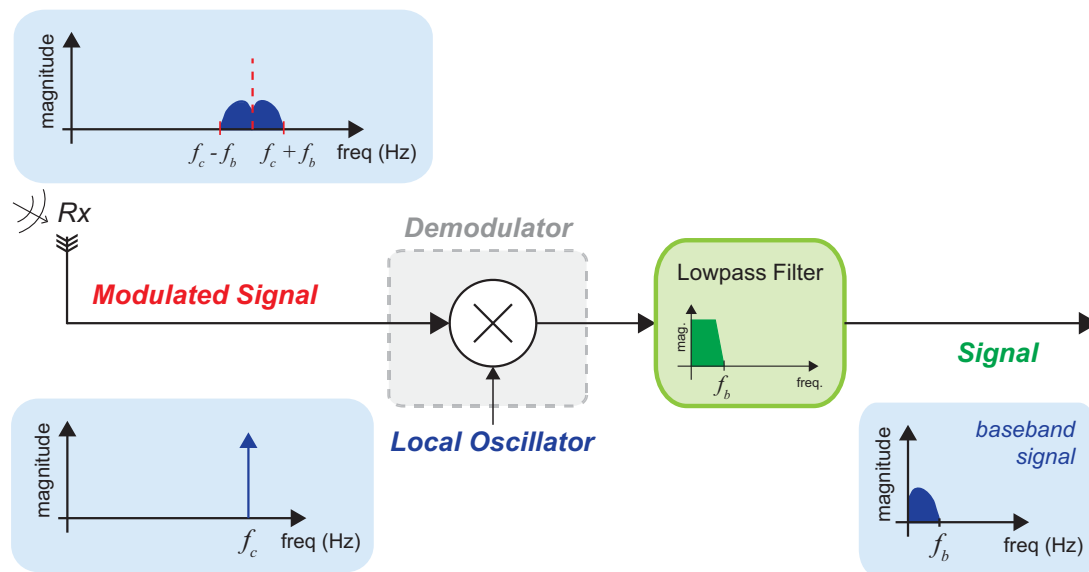 magnitude
f_c - f_b
f_c + f_b
freq (Hz)
Rx
Demodulator
Modulated Signal
Lowpass Filter
mag.
f_b
freq.
Signal
Local Oscillator
magnitude
f_c
freq (Hz)
baseband
signal
magnitude
f_b
freq (Hz)